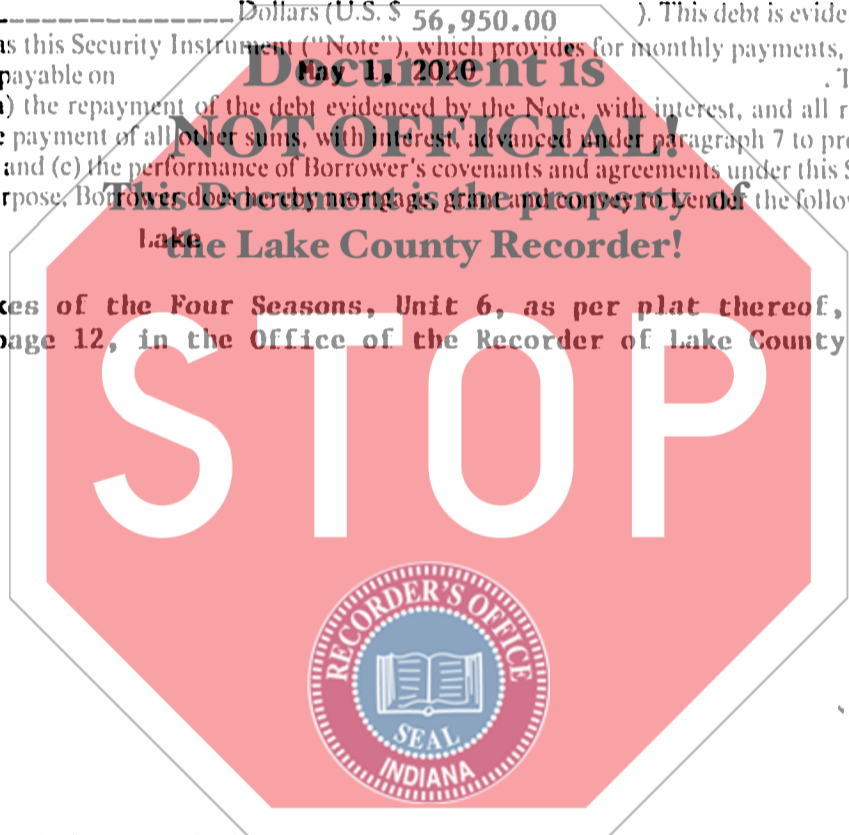 Dollars (U.S. $ 56,950.00 ). This debt is evide
as this Security Instrument ("Note"), which provides for monthly payments,
payable on May 1, 2020 . T
a) the repayment of the debt evidenced by the Note, with interest, and all r
e payment of all other sums, with interest, advanced under paragraph 7 to pro
and (c) the performance of Borrower's covenants and agreements under this S
rpose, Borrower does hereby mortgage, grant and convey to Lender the follow
Lake
kes of the Four Seasons, Unit 6, as per plat thereof,
page 12, in the Office of the Recorder of Lake County
Document is
NOT OFFICIAL!
This Document is the property of
the Lake County Recorder!
STOP
RECORDER'S OFFICE
SEAL
INDIANA